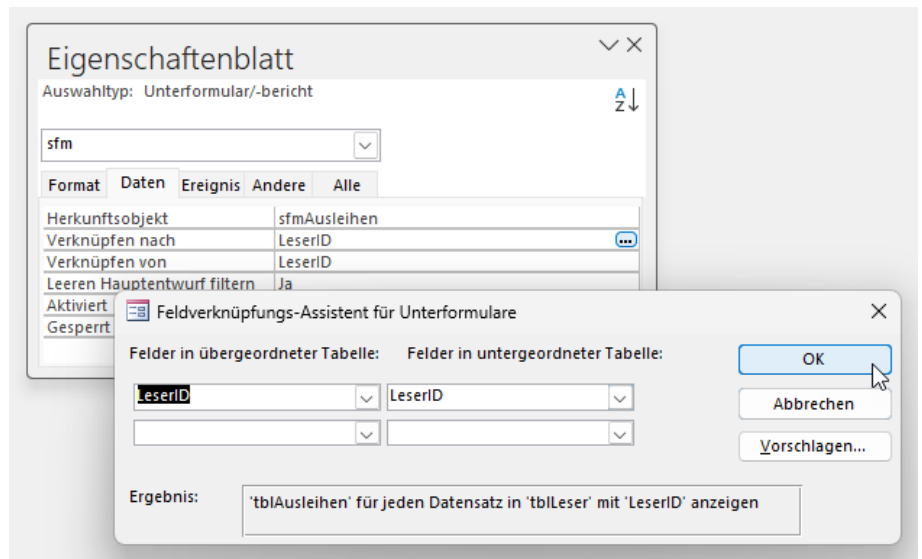 Eigenschaftenblatt
Auswahltyp: Unterformular/-bericht
sfm
Format Daten Ereignis Andere Alle
Herkunftsobjekt sfmAusleihen
Verknüpfen nach LeserID
Verknüpfen von LeserID
Leeren Hauptentwurf filtern Ja
Aktiviert
Gesperrt
Feldverknüpfungs-Assistent für Unterformulare
Felder in übergeordneter Tabelle: Felder in untergeordneter Tabelle:
LeserID LeserID
OK
Abbrechen
Vorschlagen...
Ergebnis: 'tblAusleihen' für jeden Datensatz in 'tblLeser' mit 'LeserID' anzeigen